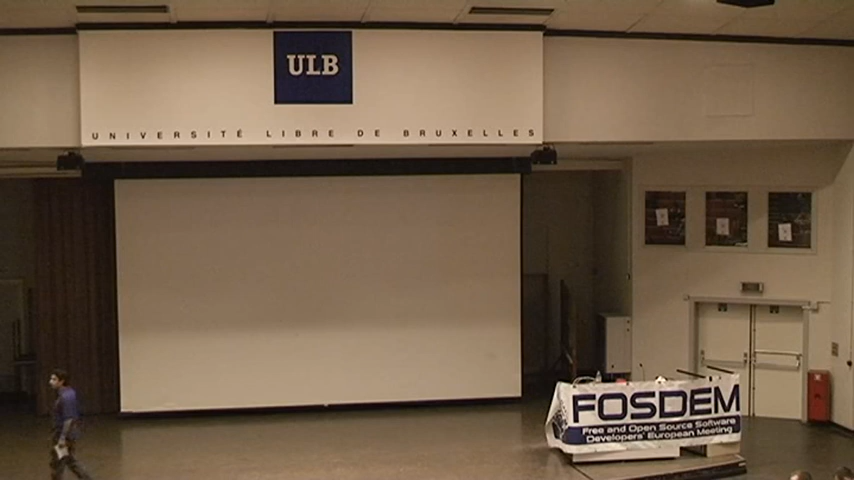 ULB
UNIVERSITÉ LIBRE DE BRUXELLES
FOSDEM
Free and Open Source Software
Developers' European Meeting